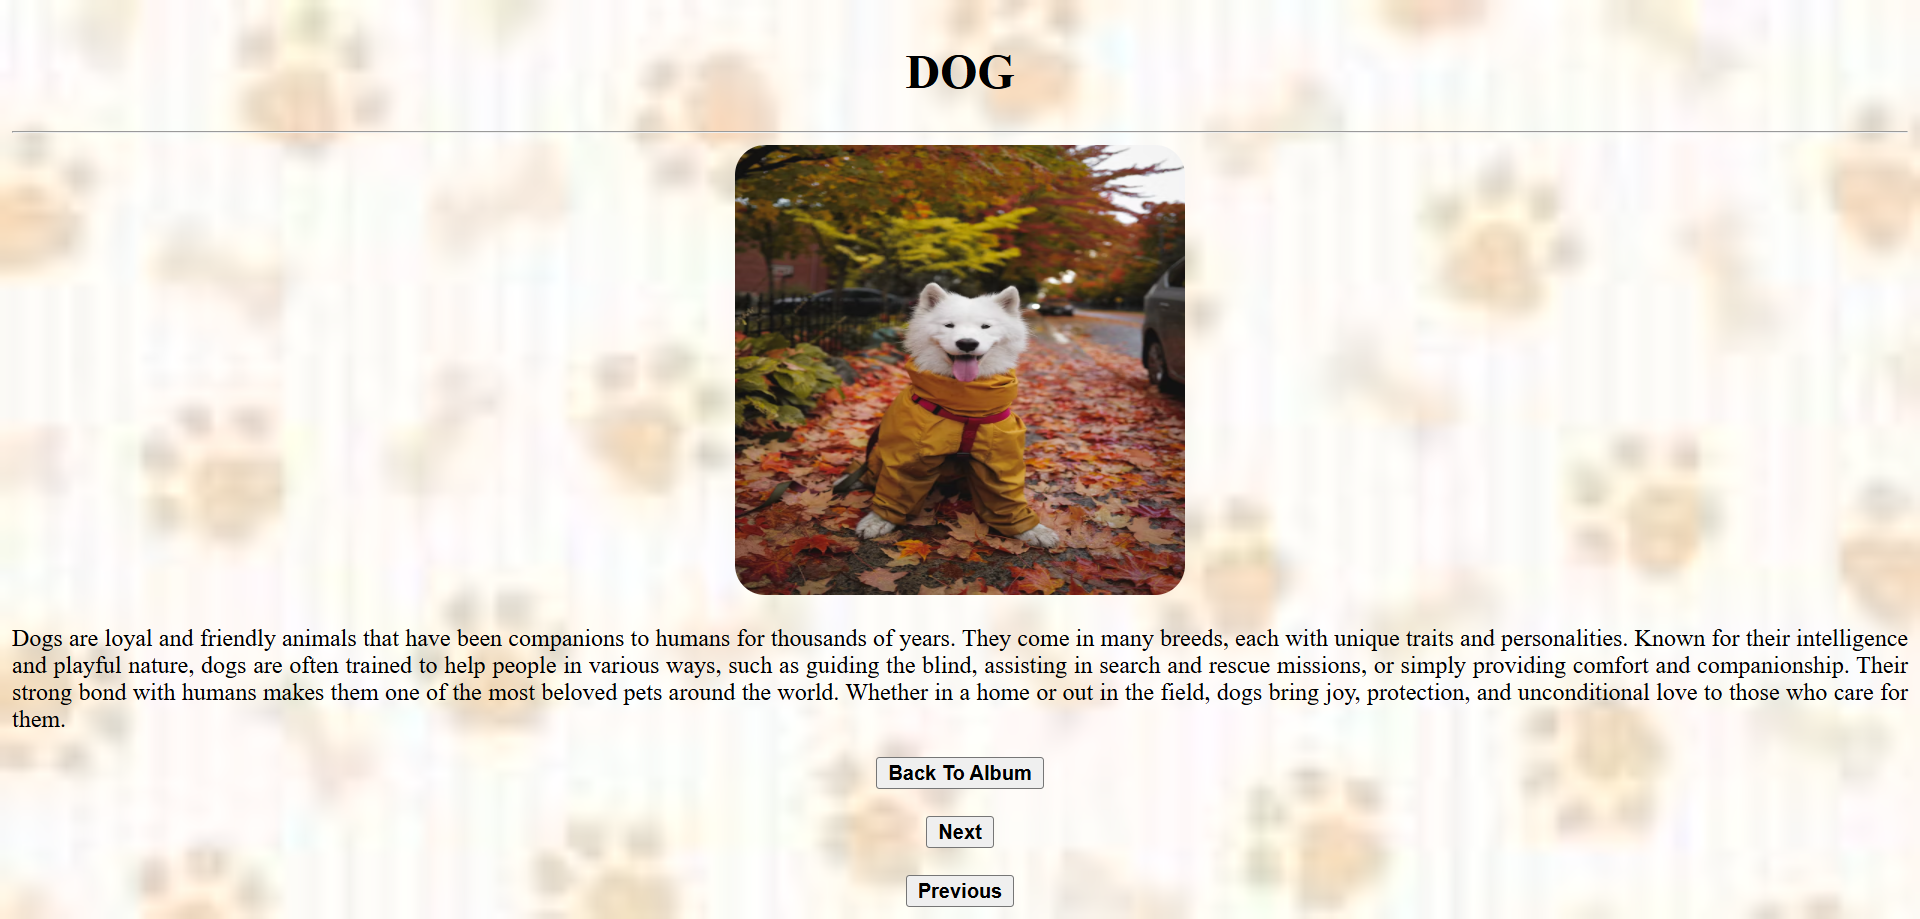 DOG
Dogs are loyal and friendly animals that have been companions to humans for thousands of years. They come in many breeds, each with unique traits and personalities. Known for their intelligence
and playful nature, dogs are often trained to help people in various ways, such as guiding the blind, assisting in search and rescue missions, or simply providing comfort and companionship. Their
strong bond with humans makes them one of the most beloved pets around the world. Whether in a home or out in the field, dogs bring joy, protection, and unconditional love to those who care for
them.
Back To Album
Next
Previous